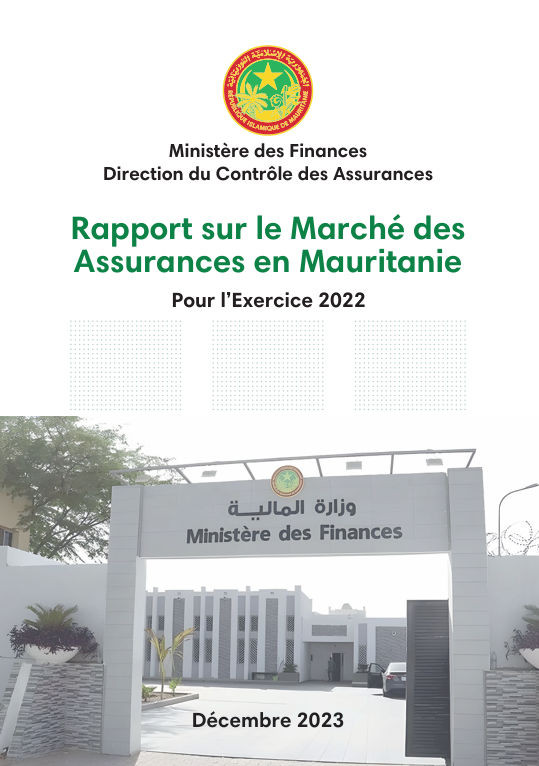 الجمهورية الإسلامية الموريتانية
RÉPUBLIQUE ISLAMIQUE DE MAURITANIE
Ministère des Finances
Direction du Contrôle des Assurances
Rapport sur le Marché des
Assurances en Mauritanie
Pour l'Exercice 2022
وزارة المالية
Ministère des Finances
Décembre 2023